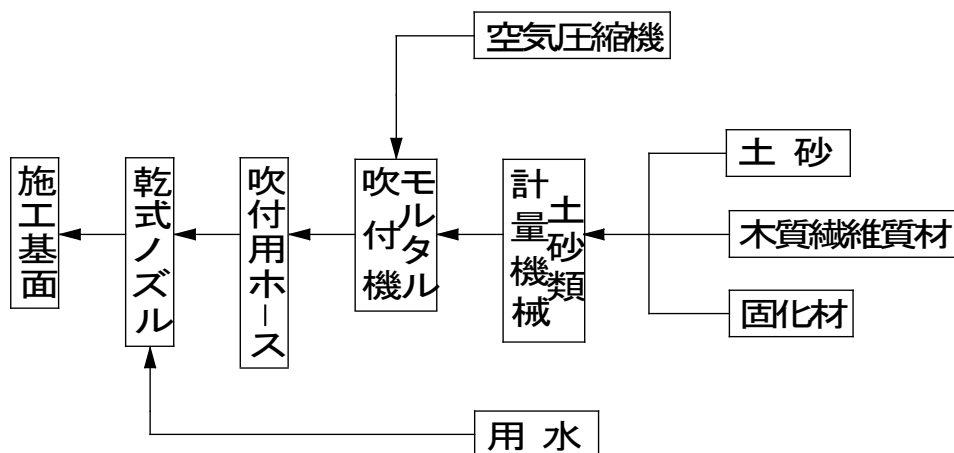 空気圧縮機
施工基面
乾式ノズル
吹付用ホース
モルタル
吹付機
土砂類
計量機械
土 砂
木質繊維質材
固化材
用 水